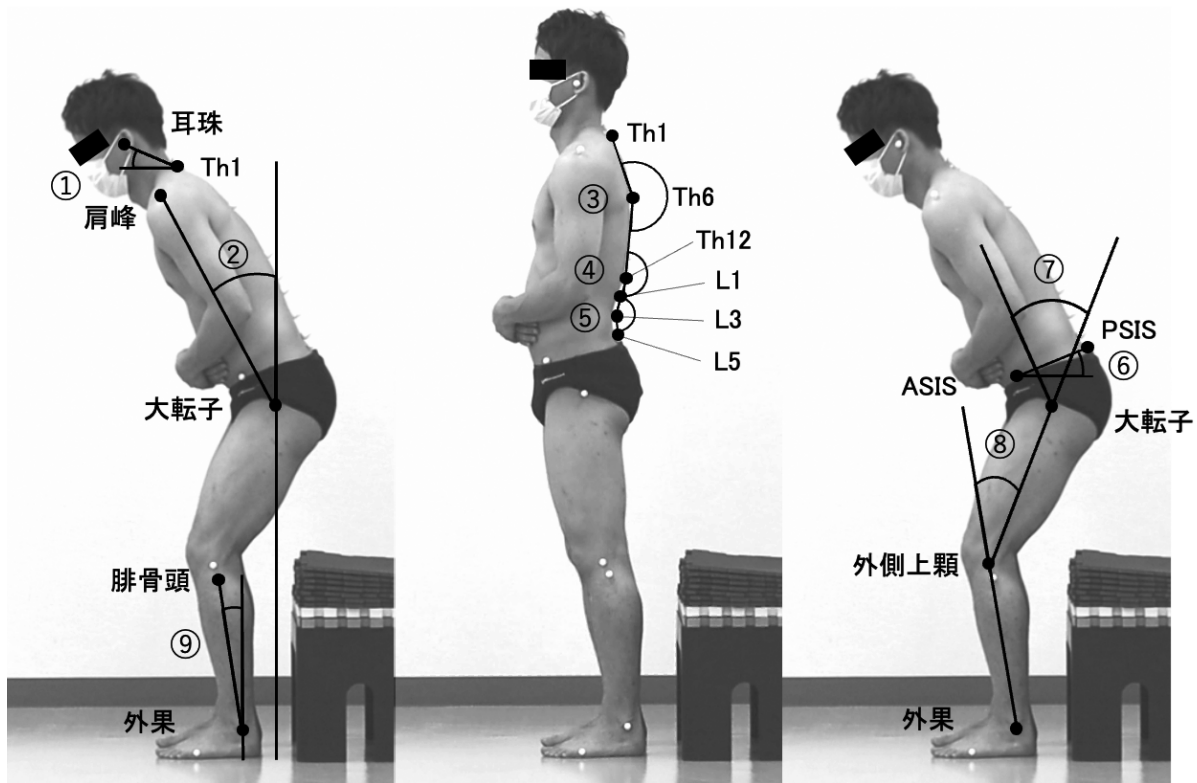 耳珠
Th1
①
肩峰
②
大転子
腓骨頭
⑨
外果
Th1
③
Th6
Th12
④
L1
⑤
L3
L5
⑦
PSIS
⑥
ASIS
大転子
⑧
外側上顆
外果